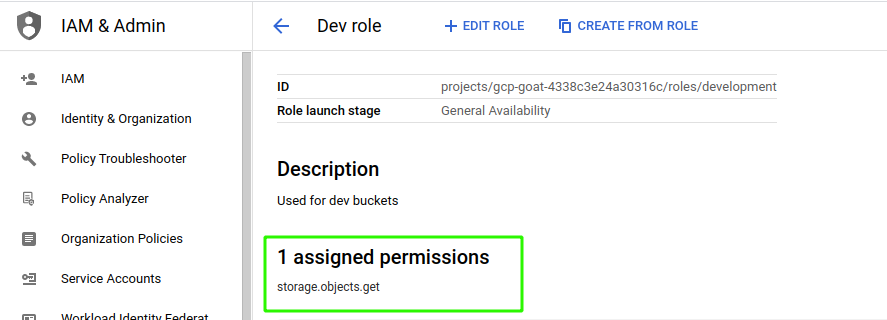 IAM & Admin
Dev role
EDIT ROLE
CREATE FROM ROLE
IAM
Identity & Organization
Policy Troubleshooter
Policy Analyzer
Organization Policies
Service Accounts
Workload Identity Federat
ID projects/gcp-goat-4338c3e24a30316c/roles/development
Role launch stage General Availability
Description
Used for dev buckets
1 assigned permissions
storage.objects.get